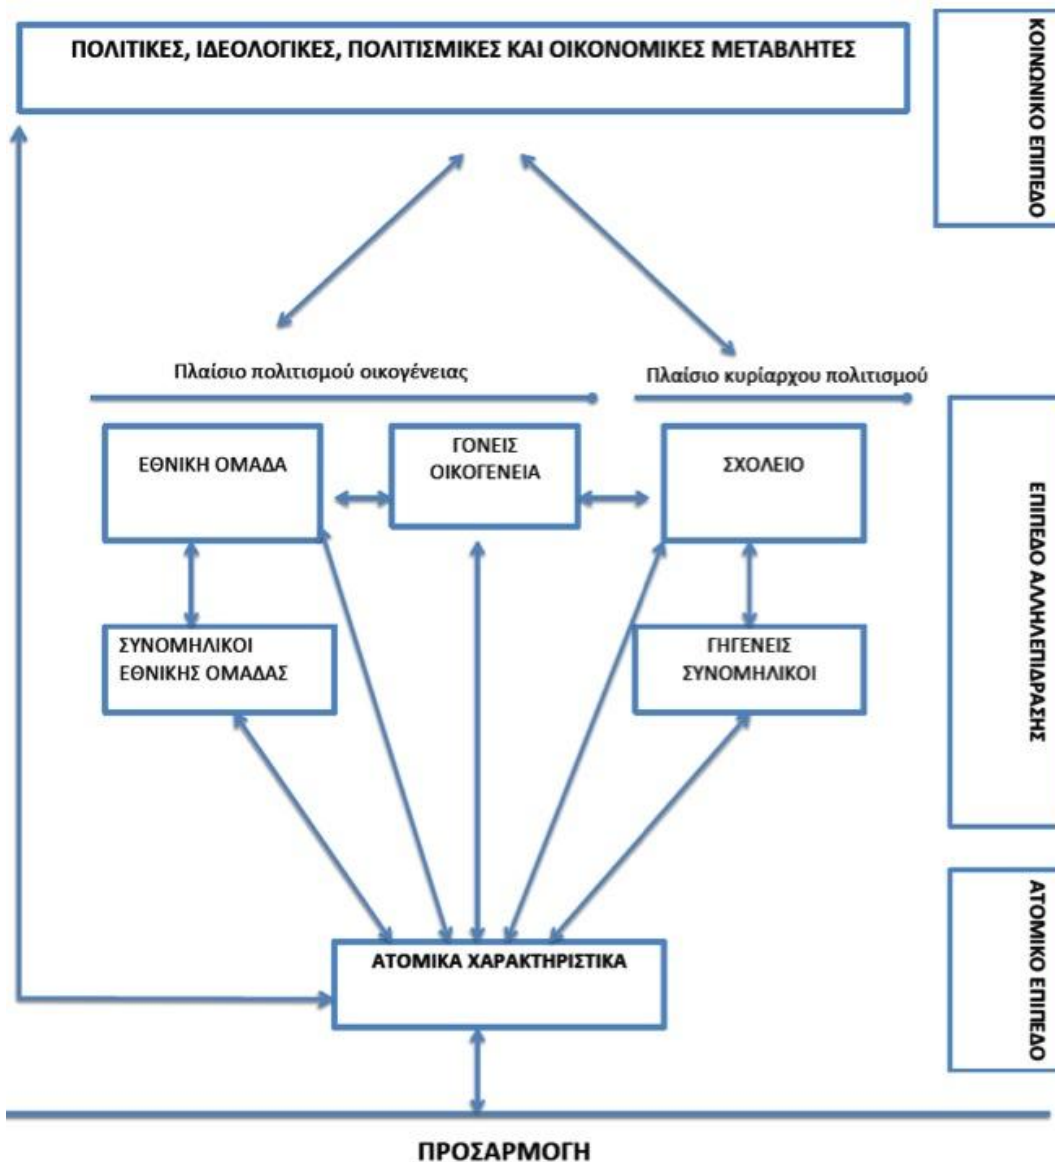 ΠΟΛΙΤΙΚΕΣ, ΙΔΕΟΛΟΓΙΚΕΣ, ΠΟΛΙΤΙΣΜΙΚΕΣ ΚΑΙ ΟΙΚΟΝΟΜΙΚΕΣ ΜΕΤΑΒΛΗΤΕΣ
ΚΟΙΝΩΝΙΚΟ ΕΠΙΠΕΔΟ
Πλαίσιο πολιτισμού οικογένειας
Πλαίσιο κυρίαρχου πολιτισμού
ΕΘΝΙΚΗ ΟΜΑΔΑ
ΓΟΝΕΙΣ
ΟΙΚΟΓΕΝΕΙΑ
ΣΧΟΛΕΙΟ
ΕΠΙΠΕΔΟ ΑΛΛΗΛΕΠΙΔΡΑΣΗΣ
ΣΥΝΟΜΗΛΙΚΟΙ
ΕΘΝΙΚΗΣ ΟΜΑΔΑΣ
ΓΗΓΕΝΕΙΣ
ΣΥΝΟΜΗΛΙΚΟΙ
ΑΤΟΜΙΚΑ ΧΑΡΑΚΤΗΡΙΣΤΙΚΑ
ΑΤΟΜΙΚΟ ΕΠΙΠΕΔΟ
ΠΡΟΣΑΡΜΟΓΗ